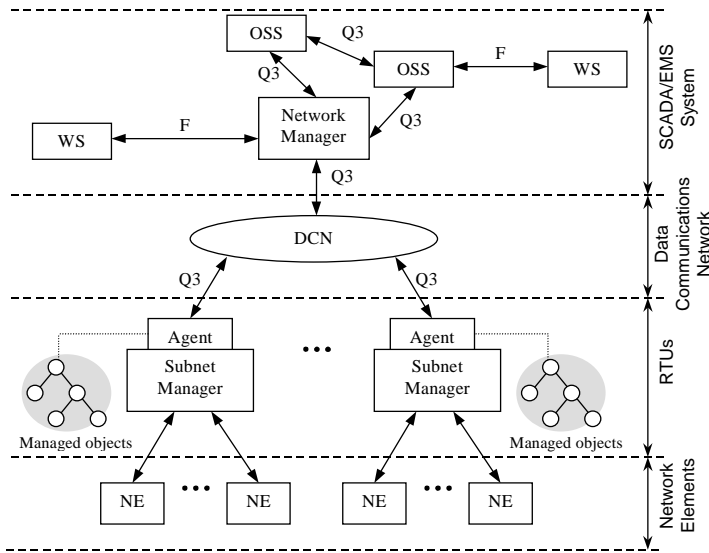 OSS
Q3
OSS
F
WS
Q3
Network
Manager
Q3
WS
F
Q3
SCADA/EMS
System
DCN
Data
Communications
Network
Q3
Q3
Agent
Subnet
Manager
Agent
Subnet
Manager
Managed objects
Managed objects
RTUs
NE
NE
NE
NE
Network
Elements